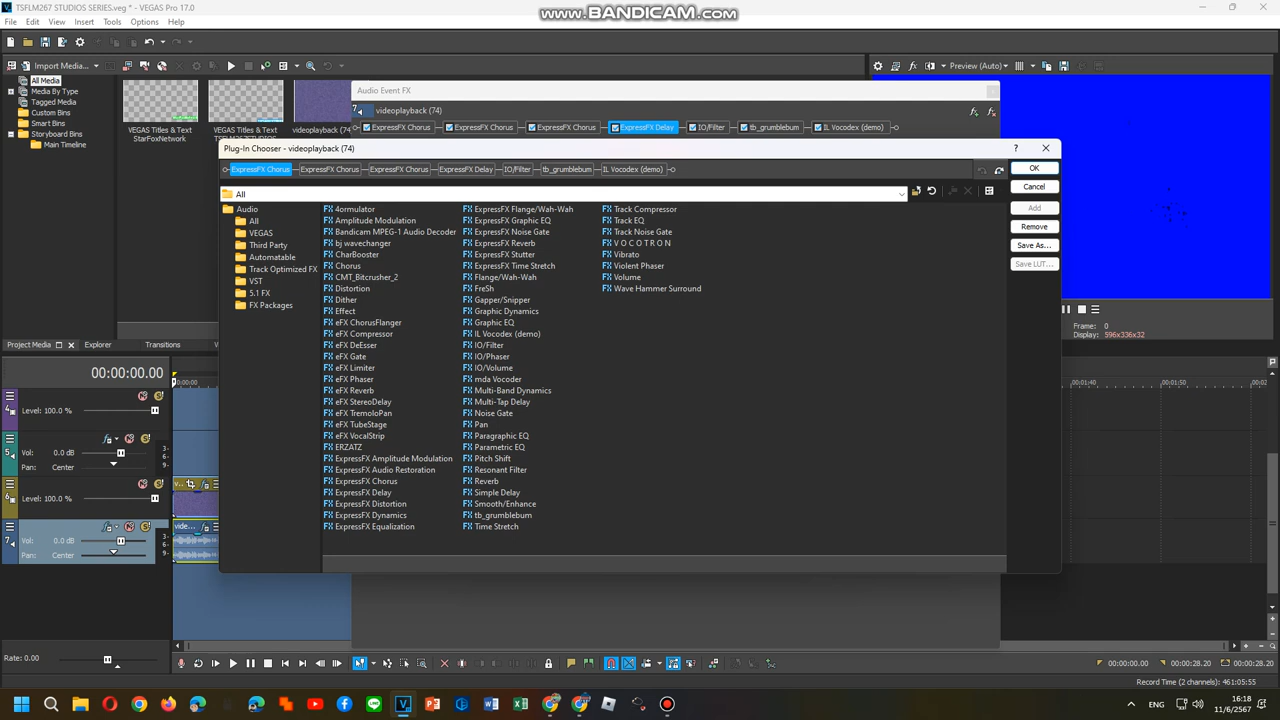 TSFLM267 STUDIOS SERIES.veg * - VEGAS Pro 17.0
www.BANDICAM.com
File Edit View Insert Tools Options Help
Import Media...
Preview (Auto)
All Media
Media By Type
Tagged Media
Custom Bins
Smart Bins
Storyboard Bins
Main Timeline
VEGAS Titles & Text StarFoxNetwork
VEGAS Titles & Text TSFLM267STUDIOS
videoplayback (74)
Audio Event FX
videoplayback (74)
ExpressFX Chorus ExpressFX Chorus ExpressFX Chorus ExpressFX Delay IO/Filter tb_grumblebum IL Vocodex (demo)
Plug-In Chooser - videoplayback (74)
ExpressFX Chorus ExpressFX Chorus ExpressFX Chorus ExpressFX Delay IO/Filter tb_grumblebum IL Vocodex (demo)
All
OK
Cancel
Add
Remove
Save As...
Save LUT...
Audio
All
VEGAS
Third Party
Automatable
Track Optimized FX
VST
5.1 FX
FX Packages
4ormulator
Amplitude Modulation
Bandicam MPEG-1 Audio Decoder
bj wavechanger
CharBooster
Chorus
CMT_Bitcrusher_2
Distortion
Dither
Effect
eFX ChorusFlanger
eFX Compressor
eFX DeEsser
eFX Gate
eFX Limiter
eFX Phaser
eFX Reverb
eFX StereoDelay
eFX TremoloPan
eFX TubeStage
eFX VocalStrip
ERZATZ
ExpressFX Amplitude Modulation
ExpressFX Audio Restoration
ExpressFX Chorus
ExpressFX Delay
ExpressFX Distortion
ExpressFX Dynamics
ExpressFX Equalization
ExpressFX Flange/Wah-Wah
ExpressFX Graphic EQ
ExpressFX Noise Gate
ExpressFX Reverb
ExpressFX Stutter
ExpressFX Time Stretch
Flange/Wah-Wah
FreSh
Gapper/Snipper
Graphic Dynamics
Graphic EQ
IL Vocodex (demo)
IO/Filter
IO/Phaser
IO/Volume
mda Vocoder
Multi-Band Dynamics
Multi-Tap Delay
Noise Gate
Pan
Paragraphic EQ
Parametric EQ
Pitch Shift
Resonant Filter
Reverb
Simple Delay
Smooth/Enhance
tb_grumblebum
Time Stretch
Track Compressor
Track EQ
Track Noise Gate
V O C O T R O N
Vibrato
Violent Phaser
Volume
Wave Hammer Surround
Frame: 0
Display: 596x336x32
Project Media Explorer Transitions
00:00:00.00
00:01:40 00:01:50
4 Level: 100.0 %
5 Vol: 0.0 dB
Pan: Center
6 Level: 100.0 %
7 Vol: 0.0 dB
Pan: Center
Rate: 0.00
00:00:00.00 00:00:28.20 00:00:28.20
Record Time (2 channels): 461:05:55
ENG
16:18
11/6/2567